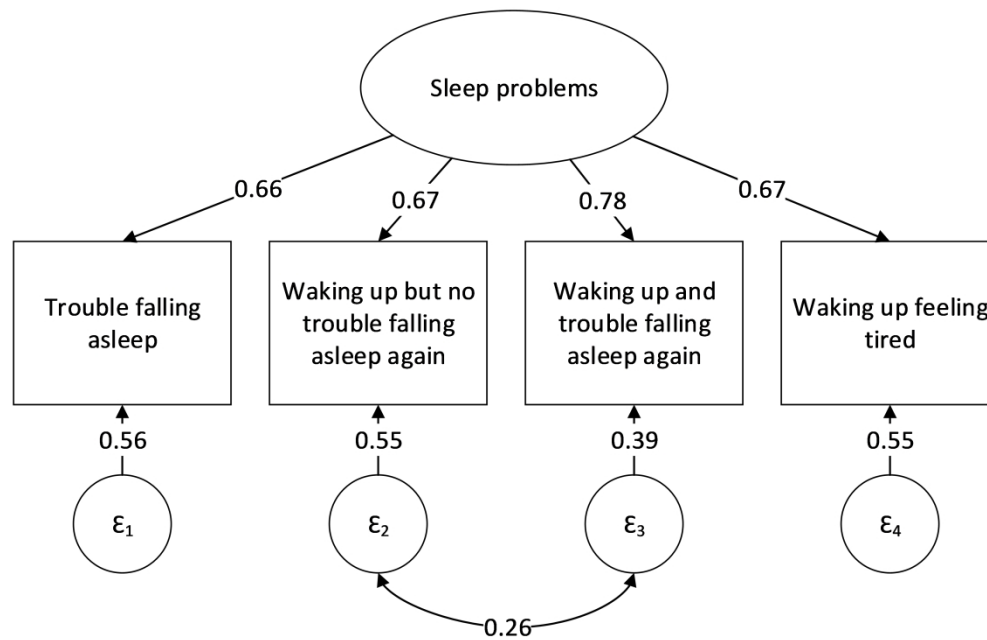 Sleep problems
0.66
0.67
0.78
0.67
Trouble falling
asleep
Waking up but no
trouble falling
asleep again
Waking up and
trouble falling
asleep again
Waking up feeling
tired
0.56
0.55
0.39
0.55
ε₁
ε₂
ε₃
ε₄
0.26